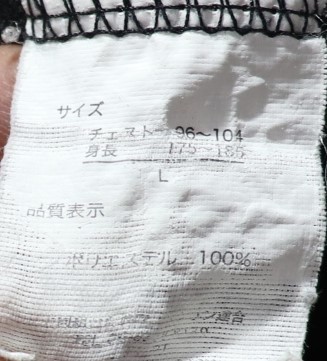 サイズ
チェスト 96〜104
身長 175〜185
L
品質表示
ポリエステル 100%